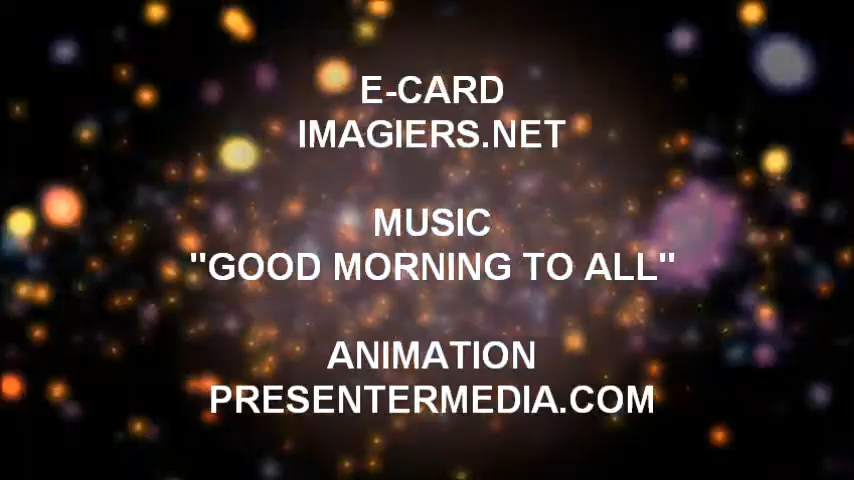 E-CARD
IMAGIERS.NET
MUSIC
"GOOD MORNING TO ALL"
ANIMATION
PRESENTERMEDIA.COM